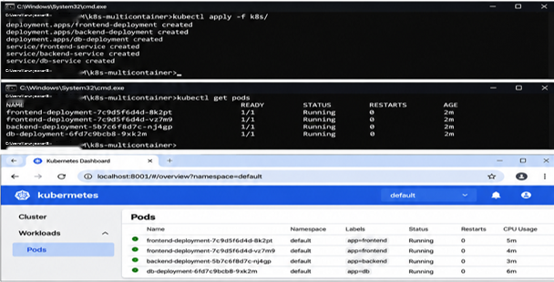 C:\Windows\System32\cmd.exe
M\k8s-multicontainer>kubectl apply -f k8s/
deployment.apps/frontend-deployment created
deployment.apps/backend-deployment created
deployment.apps/db-deployment created
service/frontend-service created
service/backend-service created
service/db-service created
M\k8s-multicontainer>
C:\Windows\System32\cmd.exe
M\k8s-multicontainer>kubectl get pods
NAME READY STATUS RESTARTS AGE
frontend-deployment-7c9d5f6d4d-8k2pt 1/1 Running 0 2m
frontend-deployment-7c9d5f6d4d-vz7m9 1/1 Running 0 2m
backend-deployment-5b7c6f8d7c-nj4gp 1/1 Running 0 2m
db-deployment-6fd7c9bcb8-9xk2m 1/1 Running 0 2m
M\k8s-multicontainer>
Kubernetes Dashboard
localhost:8001/#/overview?namespace=default
kubernetes default
Cluster
Workloads
Pods
Pods
Name Namespace Labels Status Restarts CPU Usage
frontend-deployment-7c9d5f6d4d-8k2pt default app=frontend Running 0 5m
frontend-deployment-7c9d5f6d4d-vz7m9 default app=frontend Running 0 4m
backend-deployment-5b7c6f8d7c-nj4gp default app=backend Running 0 3m
db-deployment-6fd7c9bcb8-9xk2m default app=db Running 0 6m